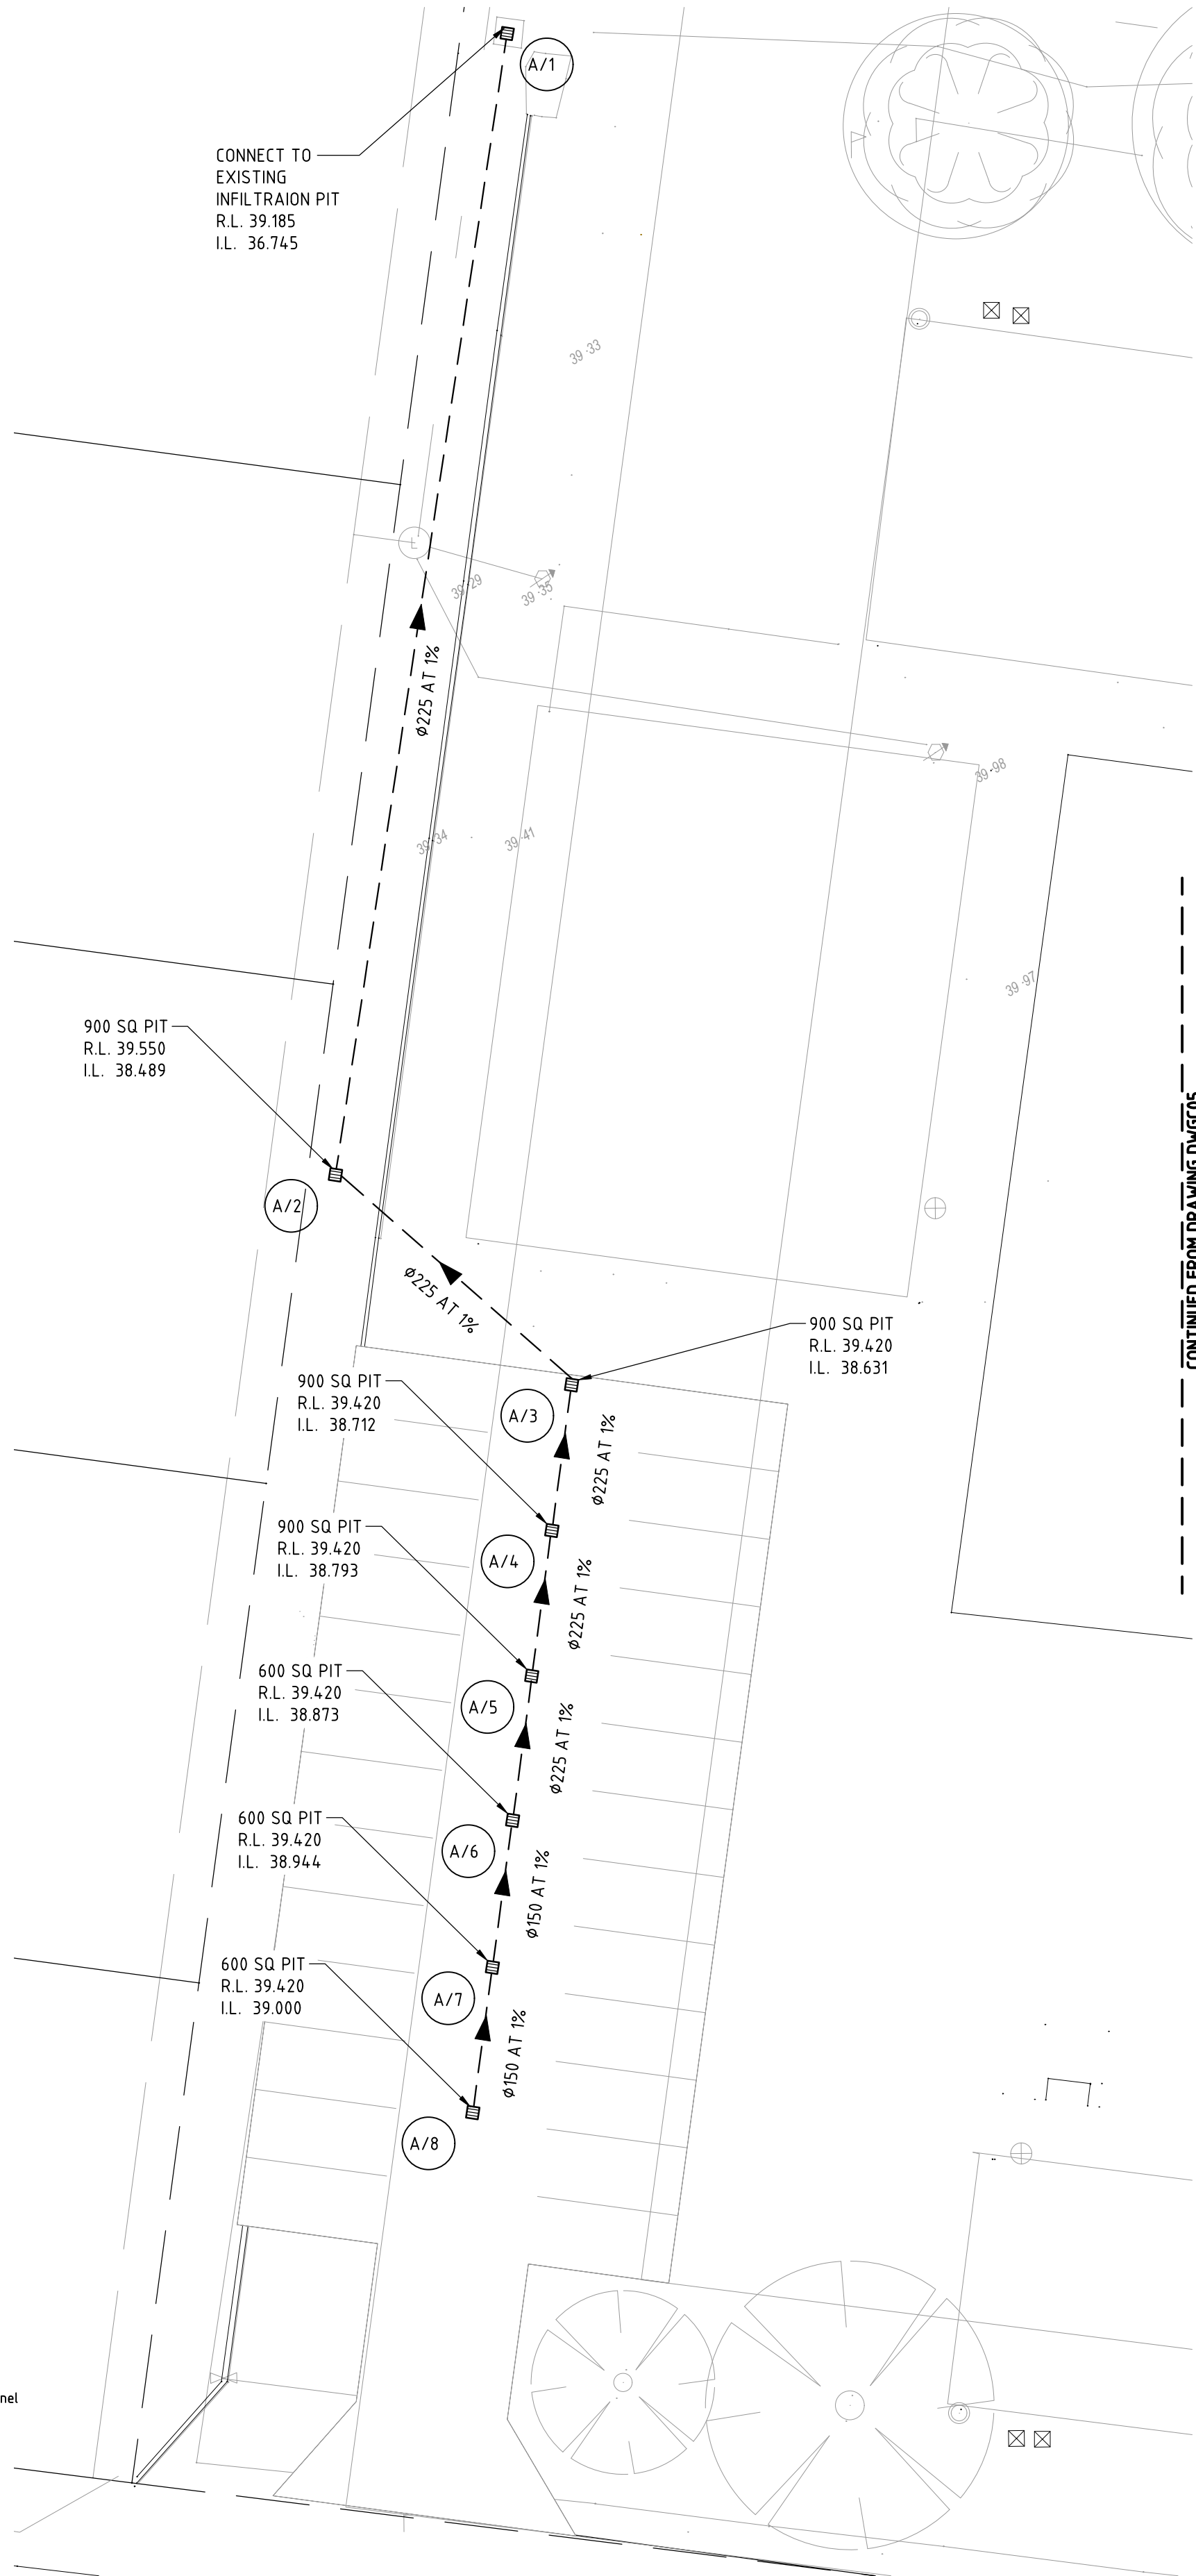 A/1
CONNECT TO
EXISTING
INFILTRAION PIT
R.L. 39.185
I.L. 36.745
39·33
39·29
39·35
Ø225 AT 1%
39·98
39·34
39·41
39·97
900 SQ PIT
R.L. 39.550
I.L. 38.489
CONTINUED FROM DRAWING DWGC05
A/2
Ø225 AT 1%
900 SQ PIT
R.L. 39.420
I.L. 38.631
900 SQ PIT
R.L. 39.420
I.L. 38.712
A/3
Ø225 AT 1%
900 SQ PIT
R.L. 39.420
I.L. 38.793
A/4
Ø225 AT 1%
600 SQ PIT
R.L. 39.420
I.L. 38.873
A/5
Ø225 AT 1%
600 SQ PIT
R.L. 39.420
I.L. 38.944
A/6
Ø150 AT 1%
600 SQ PIT
R.L. 39.420
I.L. 39.000
A/7
Ø150 AT 1%
A/8
nel
L